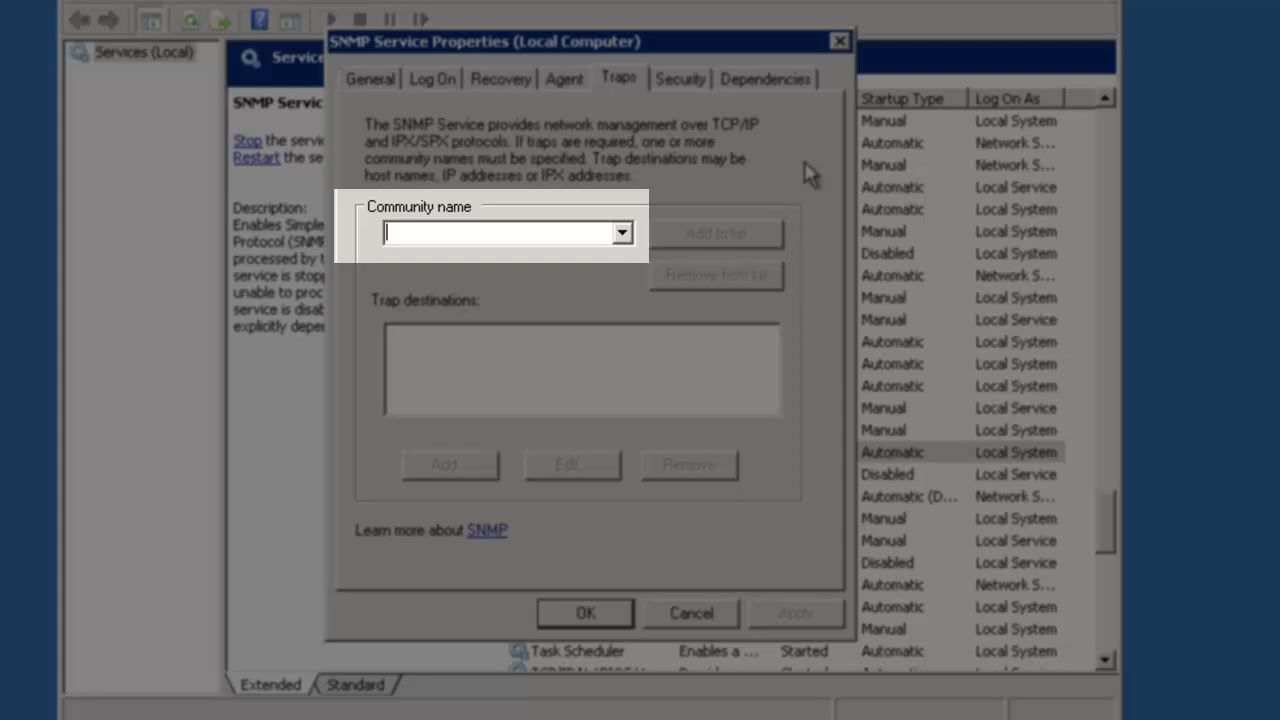 Services (Local)
Service
SNMP Servic
Stop the servic
Restart the se
Description:
Enables Simple
Protocol (SNMP
processed by t
service is stopp
unable to proc
service is disab
explicitly deper
SNMP Service Properties (Local Computer)
General Log On Recovery Agent Traps Security Dependencies
The SNMP Service provides network management over TCP/IP
and IPX/SPX protocols. If traps are required, one or more
community names must be specified. Trap destinations may be
host names, IP addresses or IPX addresses.
Community name
Add to list
Remove from list
Trap destinations:
Add... Edit... Remove
Learn more about SNMP
OK Cancel Apply
Startup Type Log On As
Manual Local System
Automatic Network S...
Manual Local System
Automatic Local Service
Automatic Local System
Manual Local System
Disabled Local System
Automatic Network S...
Manual Local System
Manual Local Service
Automatic Local System
Automatic Local System
Automatic Local System
Manual Local Service
Manual Local System
Automatic Local System
Disabled Local Service
Automatic (D... Network S...
Manual Local System
Manual Local Service
Disabled Local Service
Automatic Network S...
Automatic Local System
Manual Local System
Task Scheduler Enables a ... Started Automatic Local System
Extended Standard